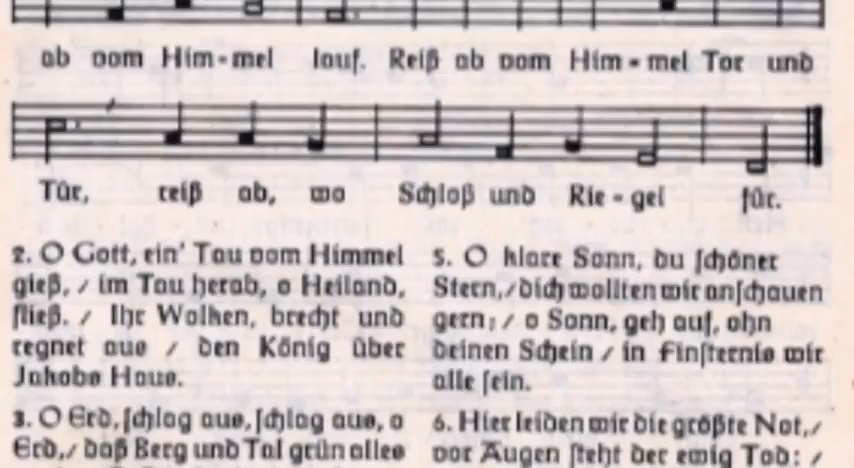 ab vom Him-mel lauf. Reiß ab vom Him-mel Tor und
Tür, reiß ab, wo Schloß und Rie-gel für.
2. O Gott, ein' Tau vom Himmel
gieß, / im Tau herab, o Heiland,
fließ. / Ihr Wolken, brecht und
regnet aus / den König über
Jakobs Haus.
3. O Erd, schlag aus, schlag aus, o
Erd, / daß Berg und Tal grün alles
5. O klare Sonn, du schöner
Stern, / dich wollten wir anschauen
gern; / o Sonn, geh auf, ohn
deinen Schein / in Finsternis wir
alle sein.
6. Hier leiden wir die größte Not, /
vor Augen steht der ewig Tod: /